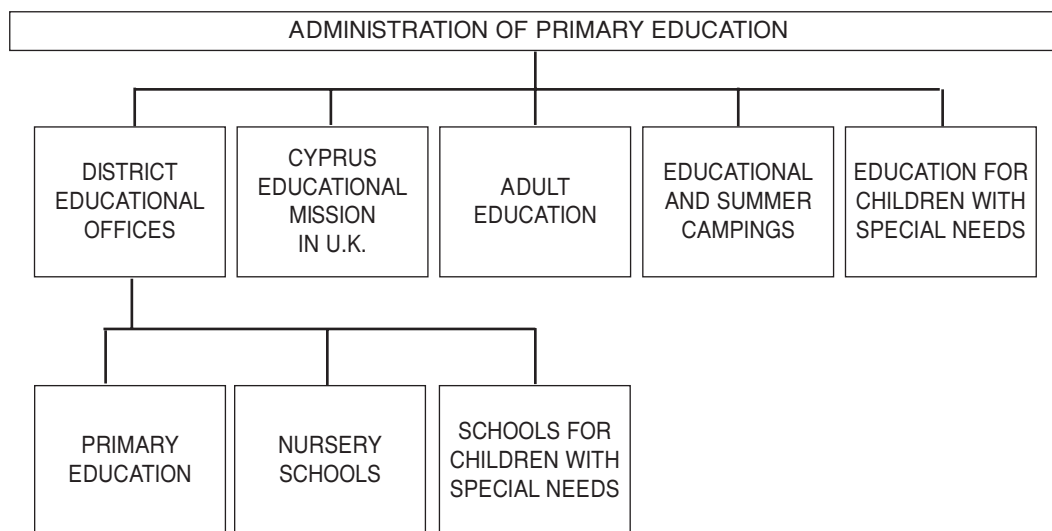 ADMINISTRATION OF PRIMARY EDUCATION
DISTRICT
EDUCATIONAL
OFFICES
CYPRUS
EDUCATIONAL
MISSION
IN U.K.
ADULT
EDUCATION
EDUCATIONAL
AND SUMMER
CAMPINGS
EDUCATION FOR
CHILDREN WITH
SPECIAL NEEDS
PRIMARY
EDUCATION
NURSERY
SCHOOLS
SCHOOLS FOR
CHILDREN WITH
SPECIAL NEEDS